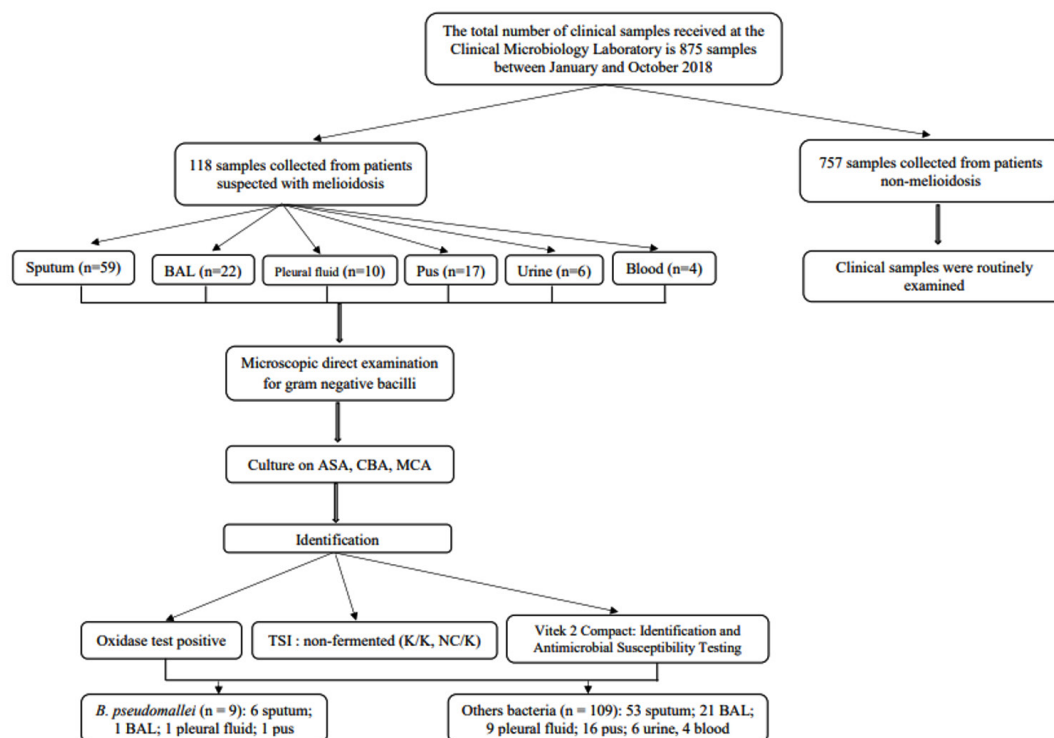 The total number of clinical samples received at the
Clinical Microbiology Laboratory is 875 samples
between January and October 2018
118 samples collected from patients
suspected with melioidosis
757 samples collected from patients
non-melioidosis
Sputum (n=59)
BAL (n=22)
Pleural fluid (n=10)
Pus (n=17)
Urine (n=6)
Blood (n=4)
Clinical samples were routinely
examined
Microscopic direct examination
for gram negative bacilli
Culture on ASA, CBA, MCA
Identification
Oxidase test positive
TSI : non-fermented (K/K, NC/K)
Vitek 2 Compact: Identification and
Antimicrobial Susceptibility Testing
B. pseudomallei (n = 9): 6 sputum;
1 BAL; 1 pleural fluid; 1 pus
Others bacteria (n = 109): 53 sputum; 21 BAL;
9 pleural fluid; 16 pus; 6 urine, 4 blood